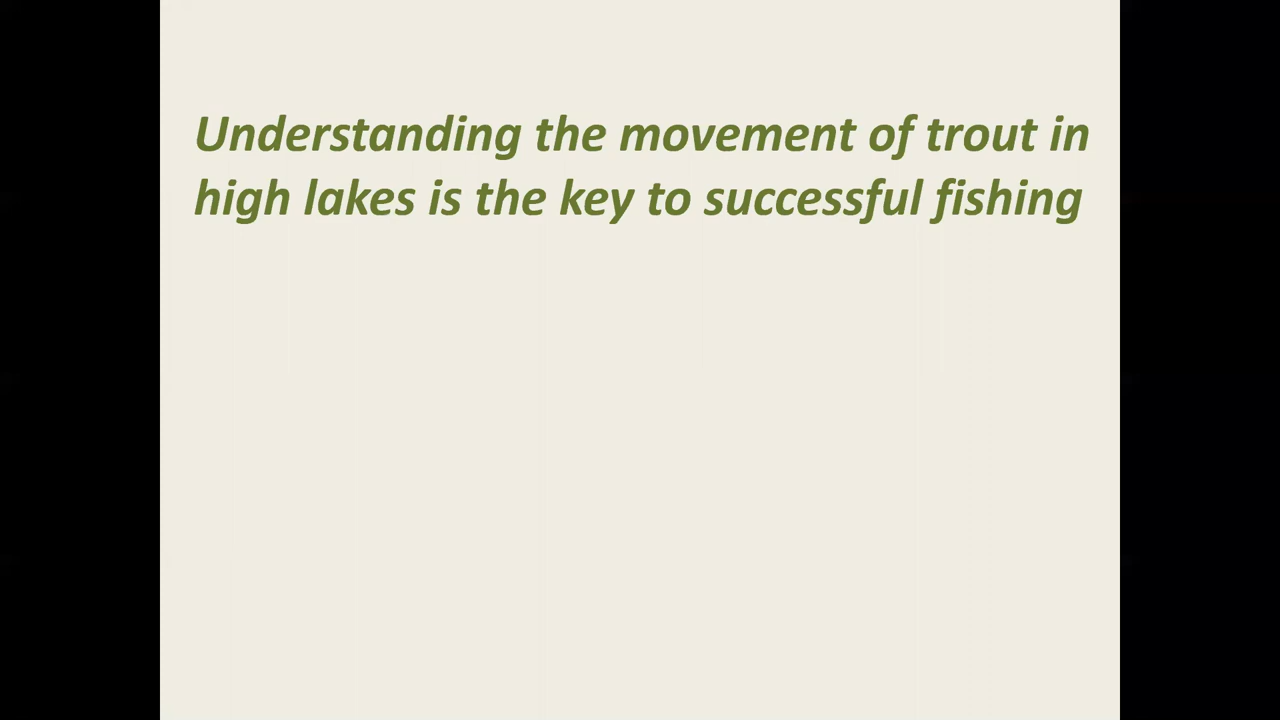 Understanding the movement of trout in
high lakes is the key to successful fishing